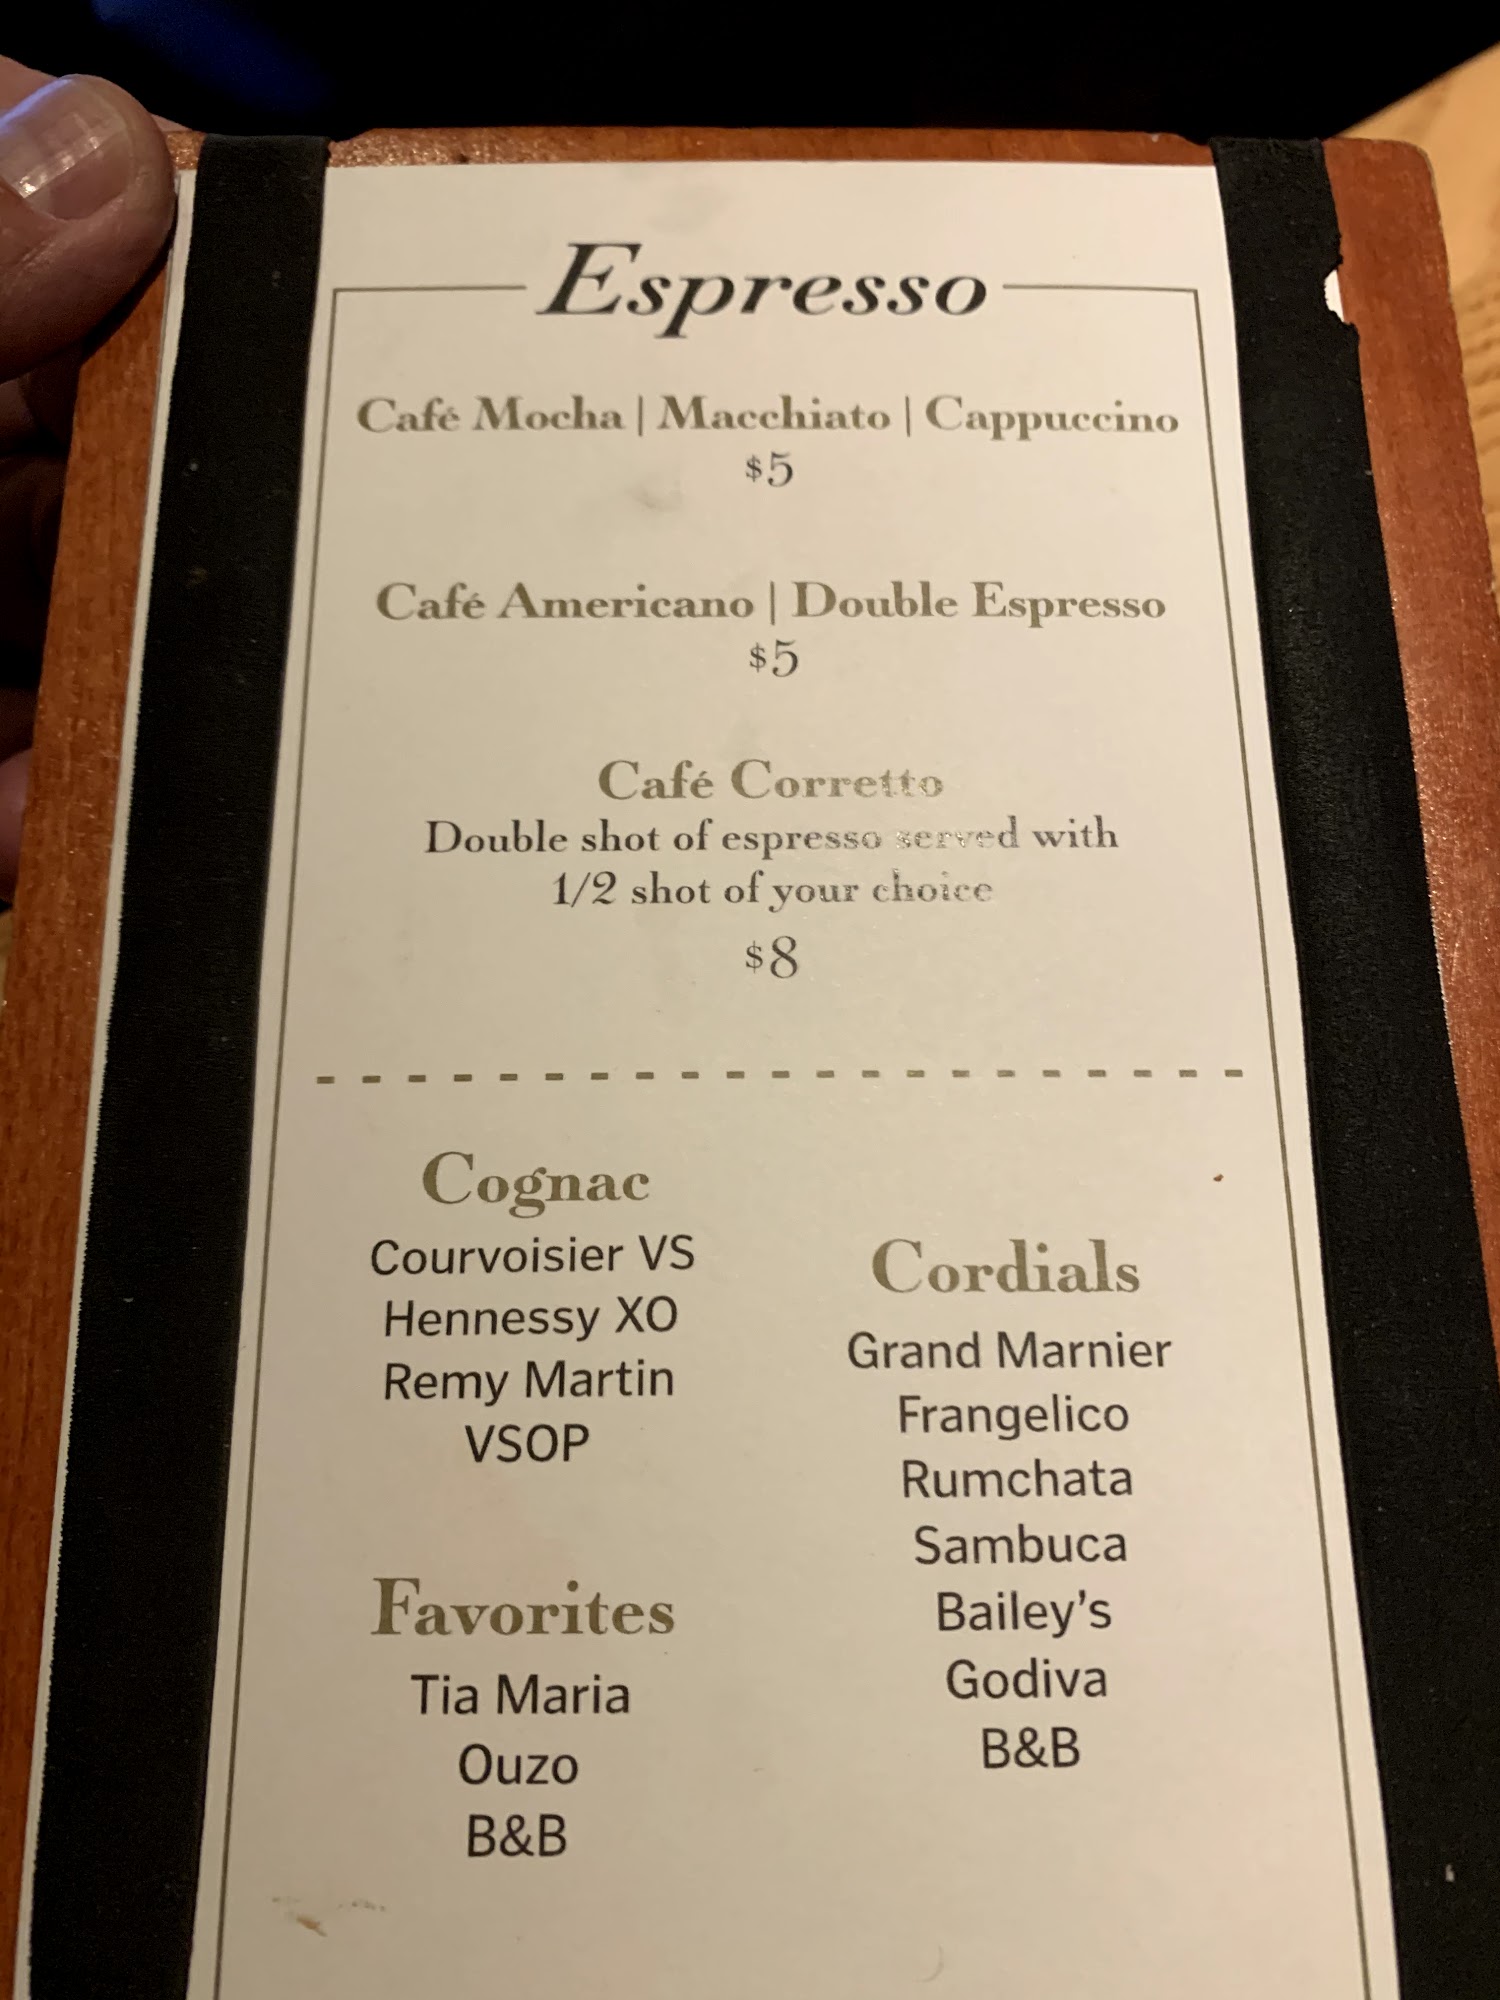 Espresso
Café Mocha | Macchiato | Cappuccino
$5
Café Americano | Double Espresso
$5
Café Corretto
Double shot of espresso served with
1/2 shot of your choice
$8
Cognac
Courvoisier VS
Hennessy XO
Remy Martin
VSOP
Favorites
Tia Maria
Ouzo
B&B
Cordials
Grand Marnier
Frangelico
Rumchata
Sambuca
Bailey's
Godiva
B&B